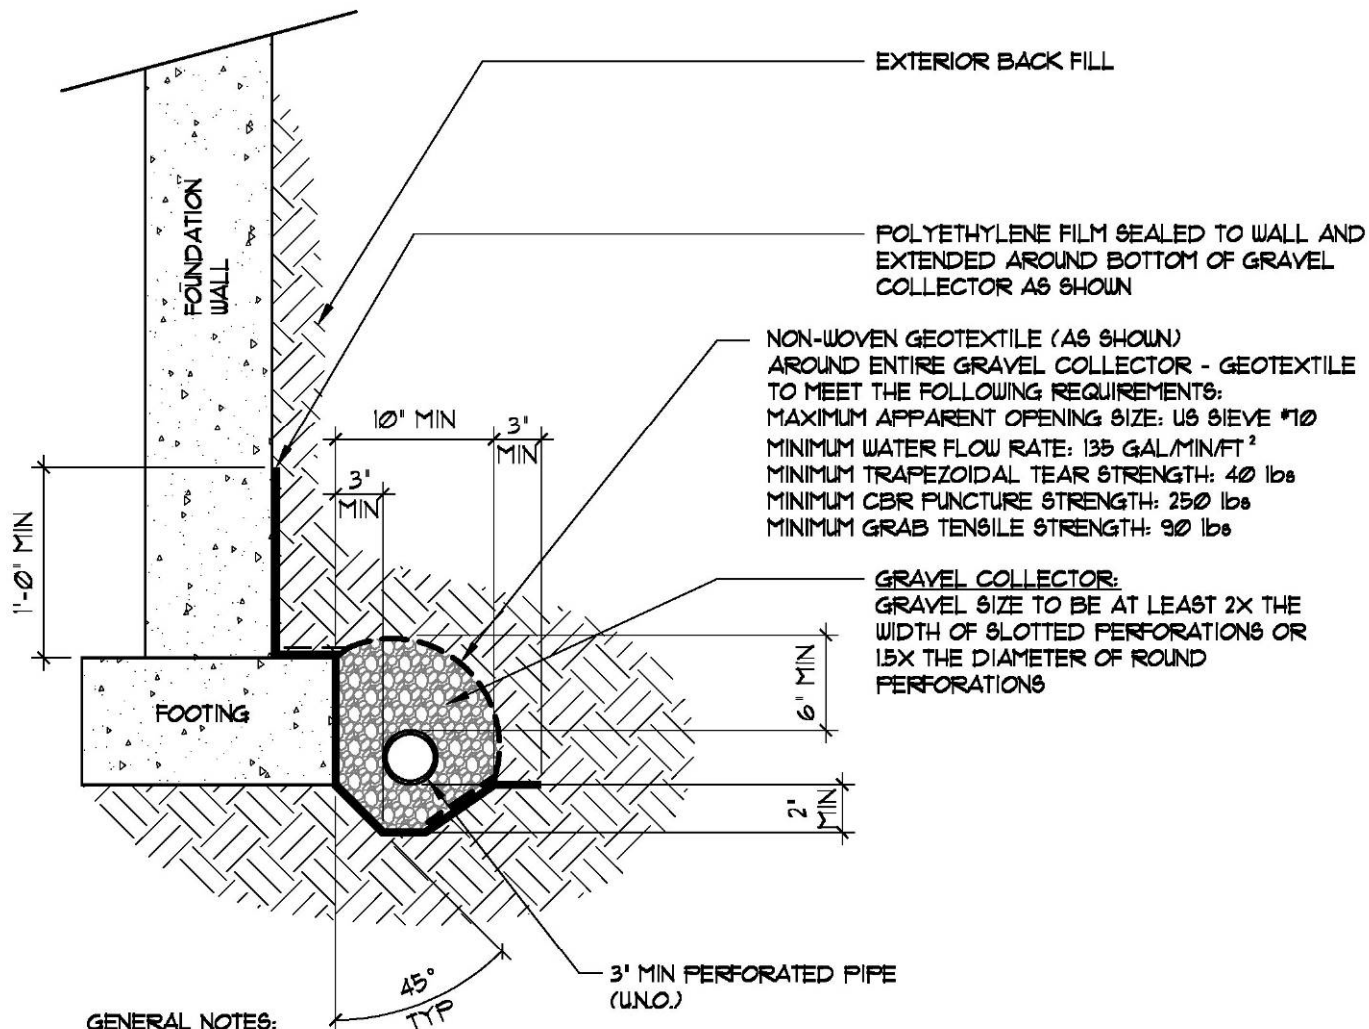 EXTERIOR BACK FILL
POLYETHYLENE FILM SEALED TO WALL AND
EXTENDED AROUND BOTTOM OF GRAVEL
COLLECTOR AS SHOWN
NON-WOVEN GEOTEXTILE (AS SHOWN)
AROUND ENTIRE GRAVEL COLLECTOR - GEOTEXTILE
TO MEET THE FOLLOWING REQUIREMENTS:
MAXIMUM APPARENT OPENING SIZE: US SIEVE #70
MINIMUM WATER FLOW RATE: 135 GAL/MIN/FT²
MINIMUM TRAPEZOIDAL TEAR STRENGTH: 40 lbs
MINIMUM CBR PUNCTURE STRENGTH: 250 lbs
MINIMUM GRAB TENSILE STRENGTH: 90 lbs
GRAVEL COLLECTOR:
GRAVEL SIZE TO BE AT LEAST 2X THE
WIDTH OF SLOTTED PERFORATIONS OR
1.5X THE DIAMETER OF ROUND
PERFORATIONS
FOUNDATION
WALL
10" MIN
3"
MIN
3"
MIN
1'-0" MIN
FOOTING
6" MIN
2"
MIN
45°
TYP
3" MIN PERFORATED PIPE
(U.N.O.)
GENERAL NOTES: